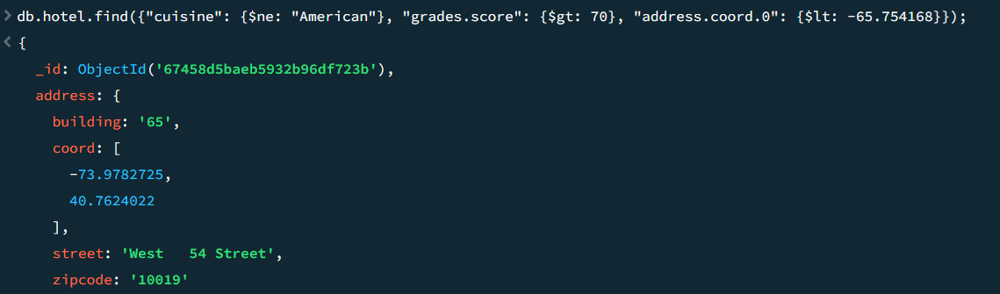 > db.hotel.find({"cuisine": {$ne: "American"}, "grades.score": {$gt: 70}, "address.coord.0": {$lt: -65.754168}});
< {
_id: ObjectId('67458d5baeb5932b96df723b'),
address: {
building: '65',
coord: [
-73.9782725,
40.7624022
],
street: 'West   54 Street',
zipcode: '10019'